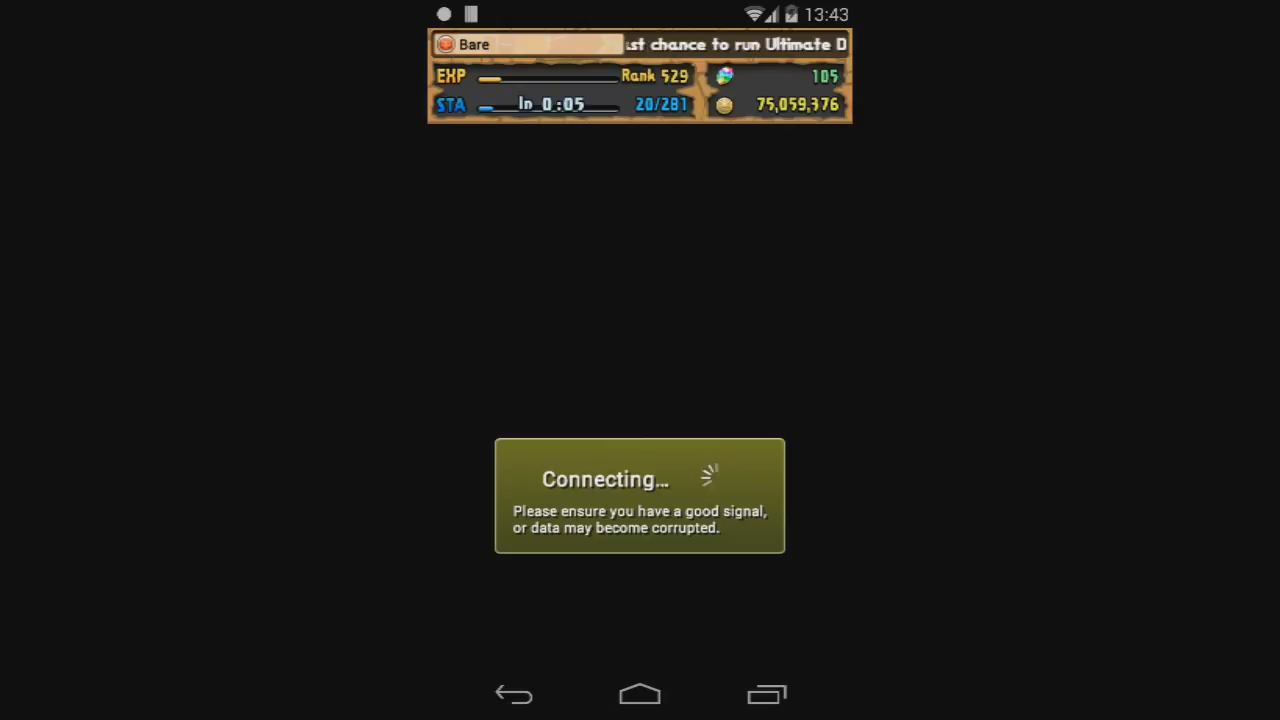 13:43
Bare
st chance to run Ultimate D
EXP Rank 529 105
STA In 0:05 20/281 75,059,376
Connecting...
Please ensure you have a good signal,
or data may become corrupted.